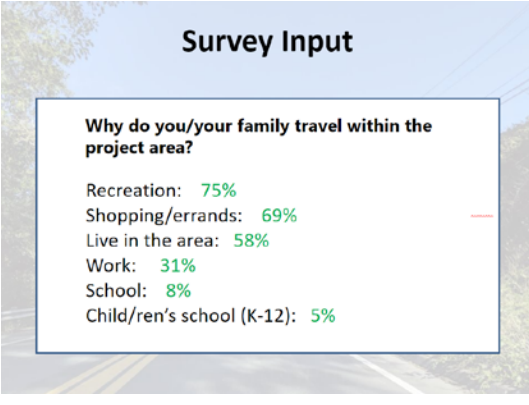 Survey Input
Why do you/your family travel within the
project area?
Recreation: 75%
Shopping/errands: 69%
Live in the area: 58%
Work: 31%
School: 8%
Child/ren's school (K-12): 5%